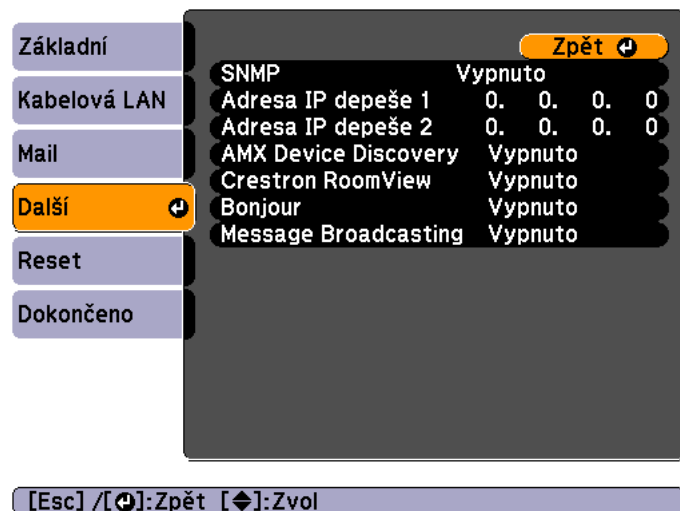 Základní
Kabelová LAN
Mail
Další
Reset
Dokončeno
Zpět
SNMP Vypnuto
Adresa IP depeše 1 0. 0. 0. 0
Adresa IP depeše 2 0. 0. 0. 0
AMX Device Discovery Vypnuto
Crestron RoomView Vypnuto
Bonjour Vypnuto
Message Broadcasting Vypnuto
[Esc] /[⏎]:Zpět [◆]:Zvol